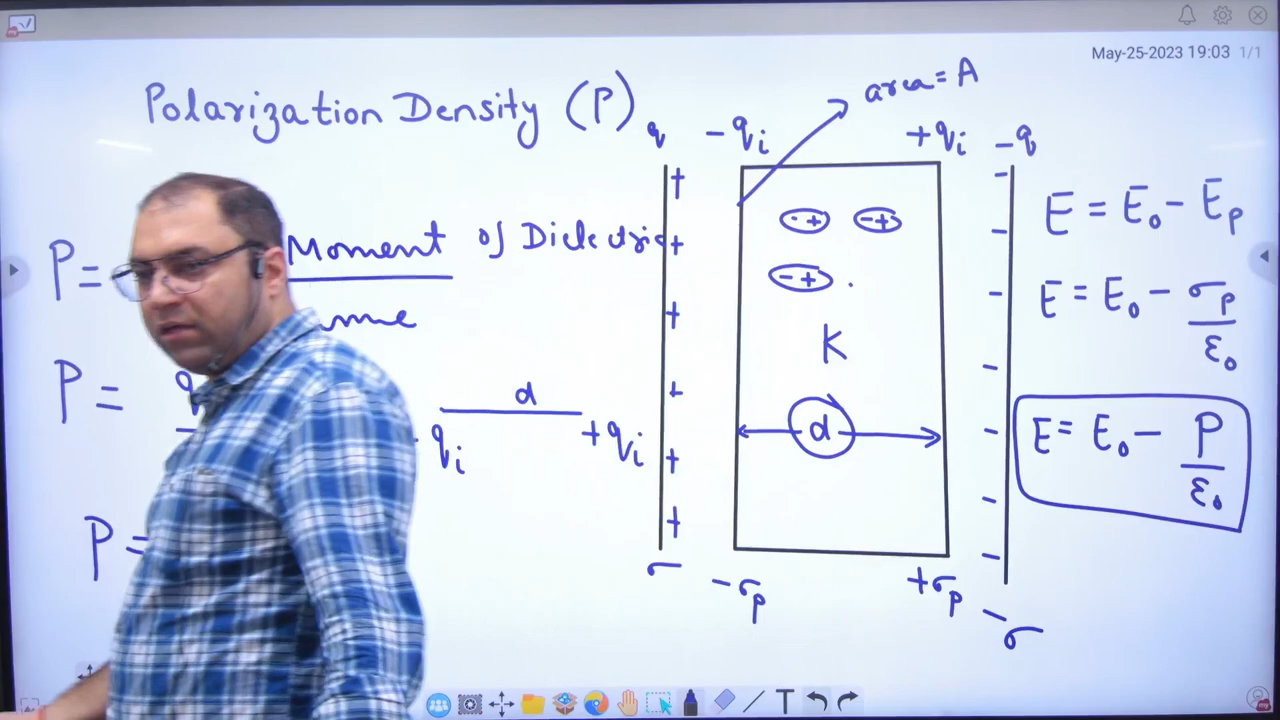 May-25-2023 19:03 1/1
Polarization Density (P)
area = A
q -qi +qi -q
P = Moment of Dielectric
P =
P =
d
qi +qi
+ + + + + +
- + - +
- +
K
d
- - - - - - -
σ -σp +σp -σ
E = E₀ - Ep
E = E₀ - σp/ε₀
E = E₀ - P/ε₀
T